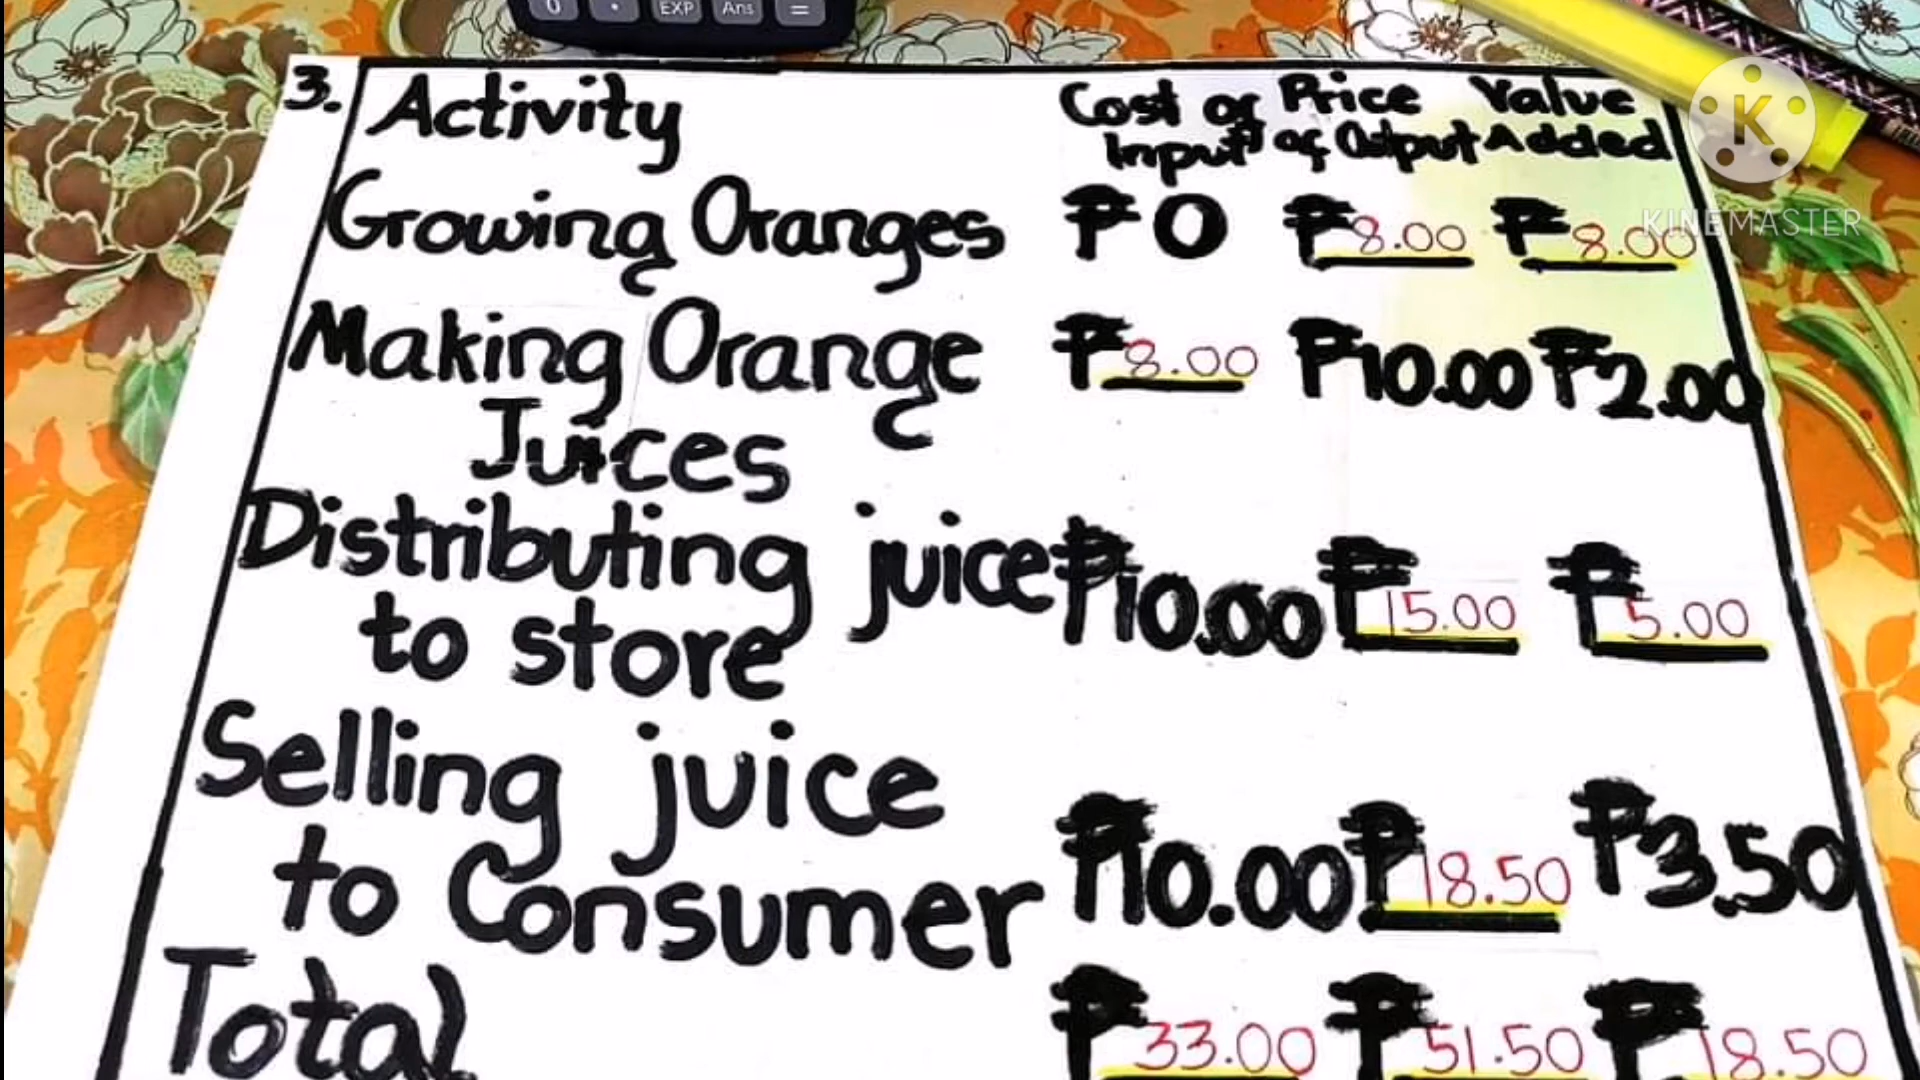 0 . EXP Ans =
3. Activity Cost of Price Value
Input of Output Added
Growing Oranges ₱0 ₱8.00 ₱8.00
Making Orange ₱8.00 ₱10.00 ₱2.00
Juices
Distributing juice ₱10.00 ₱15.00 ₱5.00
to store
Selling juice
to Consumer ₱10.00 ₱18.50 ₱3.50
Total ₱33.00 ₱51.50 ₱18.50
K
KINEMASTER